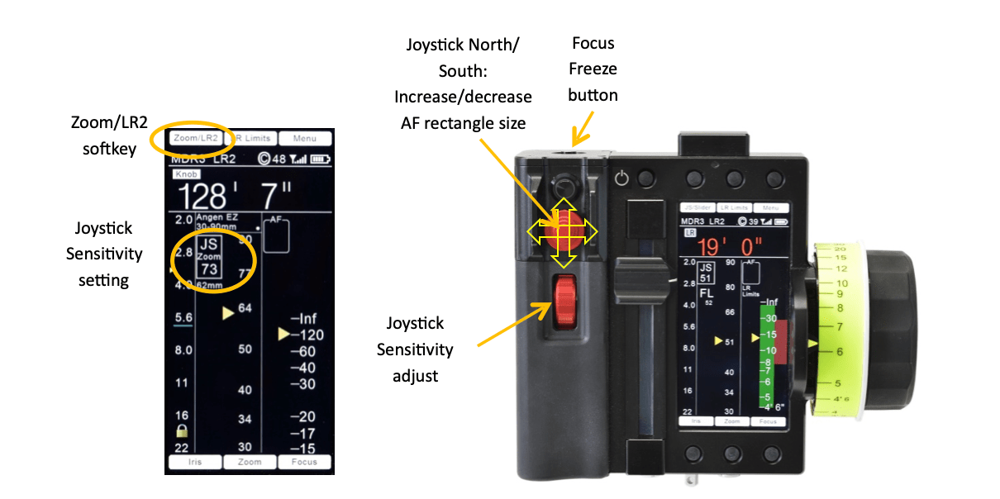 Joystick North/
South:
Increase/decrease
AF rectangle size
Focus
Freeze
button
Zoom/LR2
softkey
Joystick
Sensitivity
setting
Joystick
Sensitivity
adjust
Zoom/LR2
R Limits
Menu
MDR3 LR2
C 48
Knob
128' 7"
Angen EZ
30-90mm
AF
JS
Zoom
73
62mm
2.0
2.8
4.0
5.6
8.0
11
16
22
90
77
64
50
40
34
30
Inf
120
60
40
30
20
17
15
Iris
Zoom
Focus
JS/Slider
LR Limits
Menu
MDR3 LR2
C 39
LR
19' 0"
2.0
2.8
4.0
5.6
8.0
11
16
22
JS
51
FL
52
90
80
66
51
40
34
30
AF
LR
Limits
Inf
30
15
10
8
7
6
5
4' 6"
Iris
Zoom
Focus
20
15
12
10
9
8
7
6
5
4' 6
4